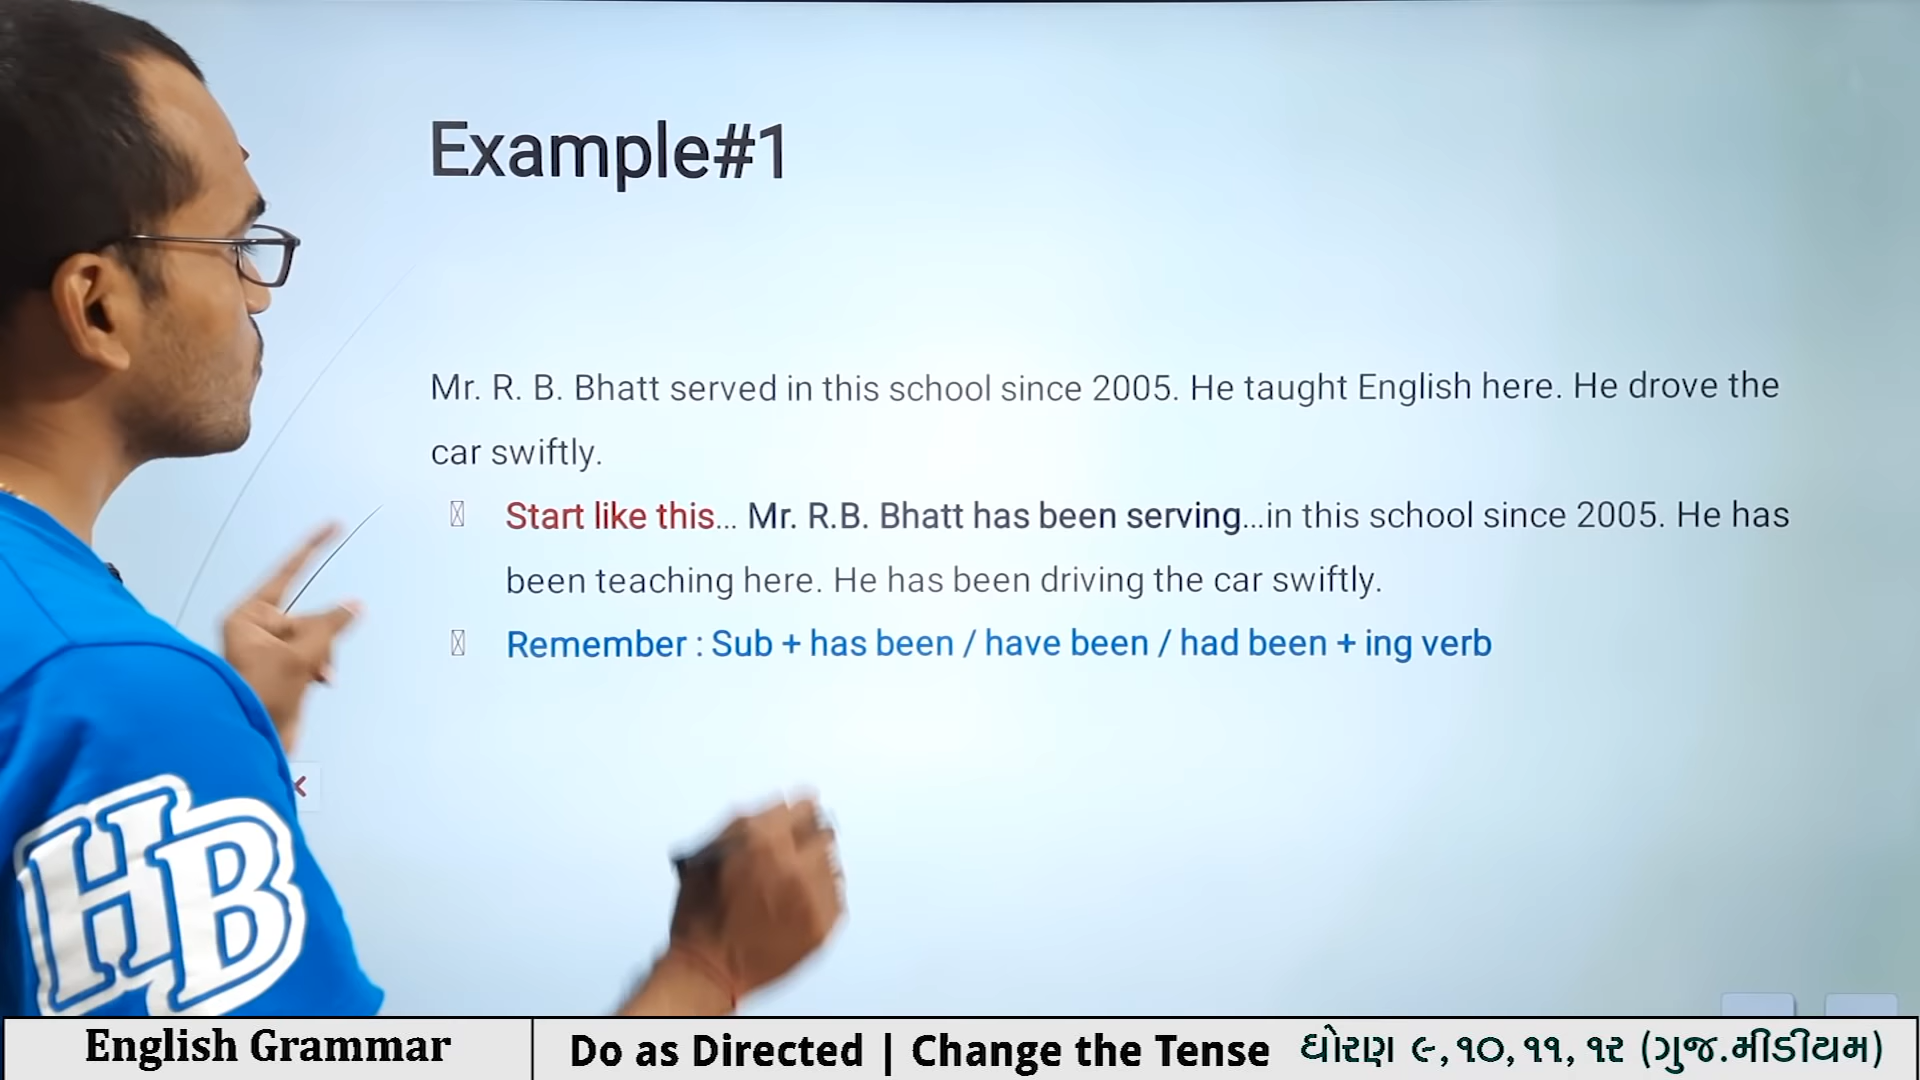 Example#1
Mr. R. B. Bhatt served in this school since 2005. He taught English here. He drove the
car swiftly.
Start like this... Mr. R.B. Bhatt has been serving...in this school since 2005. He has
been teaching here. He has been driving the car swiftly.
Remember : Sub + has been / have been / had been + ing verb
HB
English Grammar
Do as Directed | Change the Tense
ધોરણ ૯, ૧૦, ૧૧, ૧૨ (ગુજ.મીડીયમ)